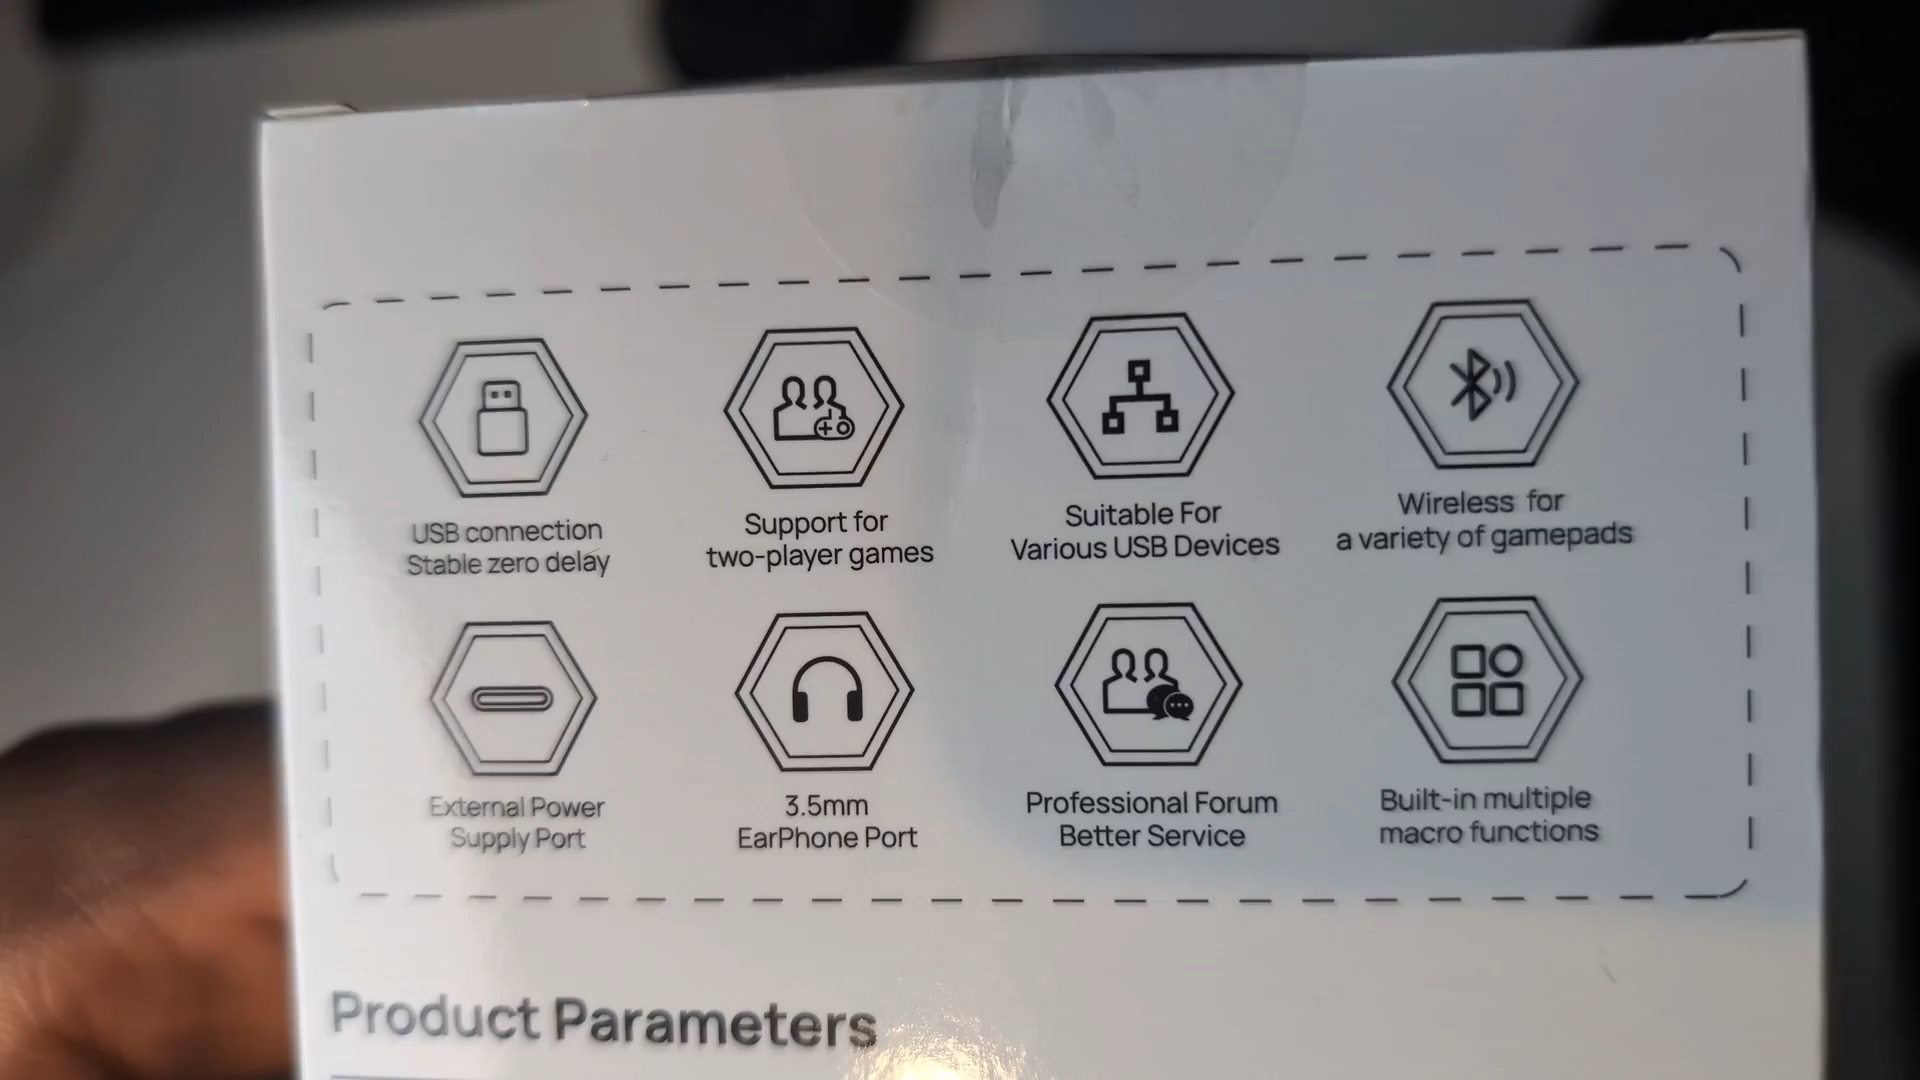 USB connection
Stable zero delay
Support for
two-player games
Suitable For
Various USB Devices
Wireless for
a variety of gamepads
External Power
Supply Port
3.5mm
EarPhone Port
Professional Forum
Better Service
Built-in multiple
macro functions
Product Parameters